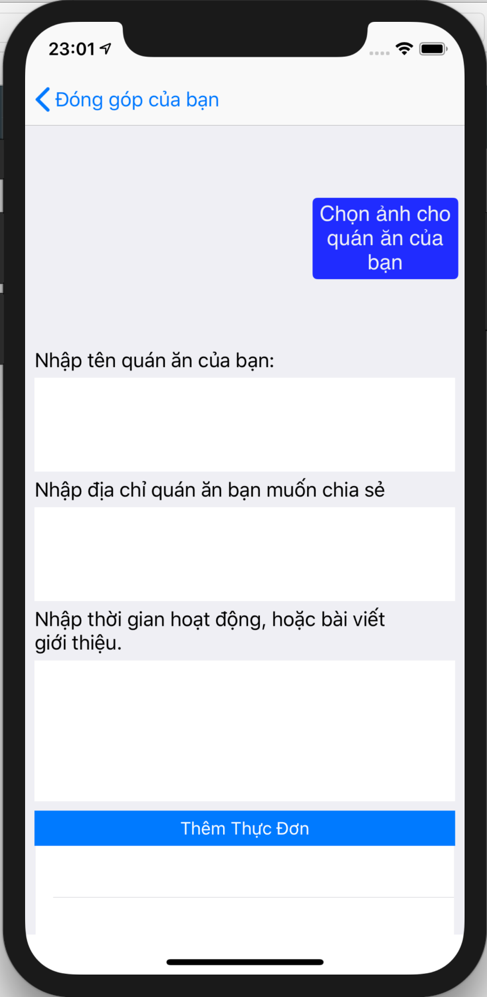 23:01
Đóng góp của bạn
Chọn ảnh cho
quán ăn của
bạn
Nhập tên quán ăn của bạn:
Nhập địa chỉ quán ăn bạn muốn chia sẻ
Nhập thời gian hoạt động, hoặc bài viết
giới thiệu.
Thêm Thực Đơn